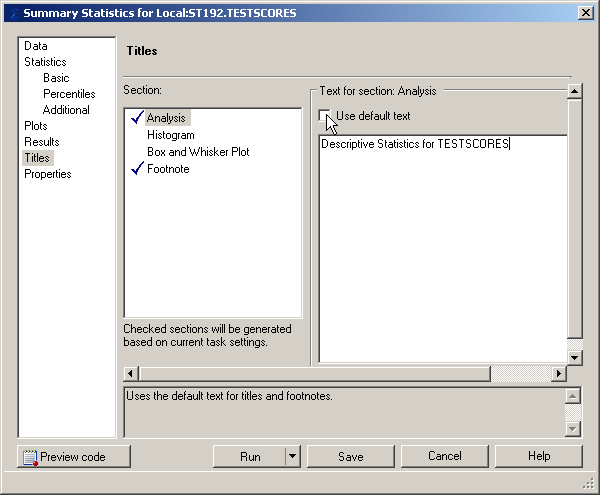 Summary Statistics for Local:ST192.TESTSCORES
Data
Statistics
Basic
Percentiles
Additional
Plots
Results
Titles
Properties
Titles
Section:
Analysis
Histogram
Box and Whisker Plot
Footnote
Checked sections will be generated
based on current task settings.
Text for section: Analysis
Use default text
Descriptive Statistics for TESTSCORES
Uses the default text for titles and footnotes.
Preview code
Run
Save
Cancel
Help